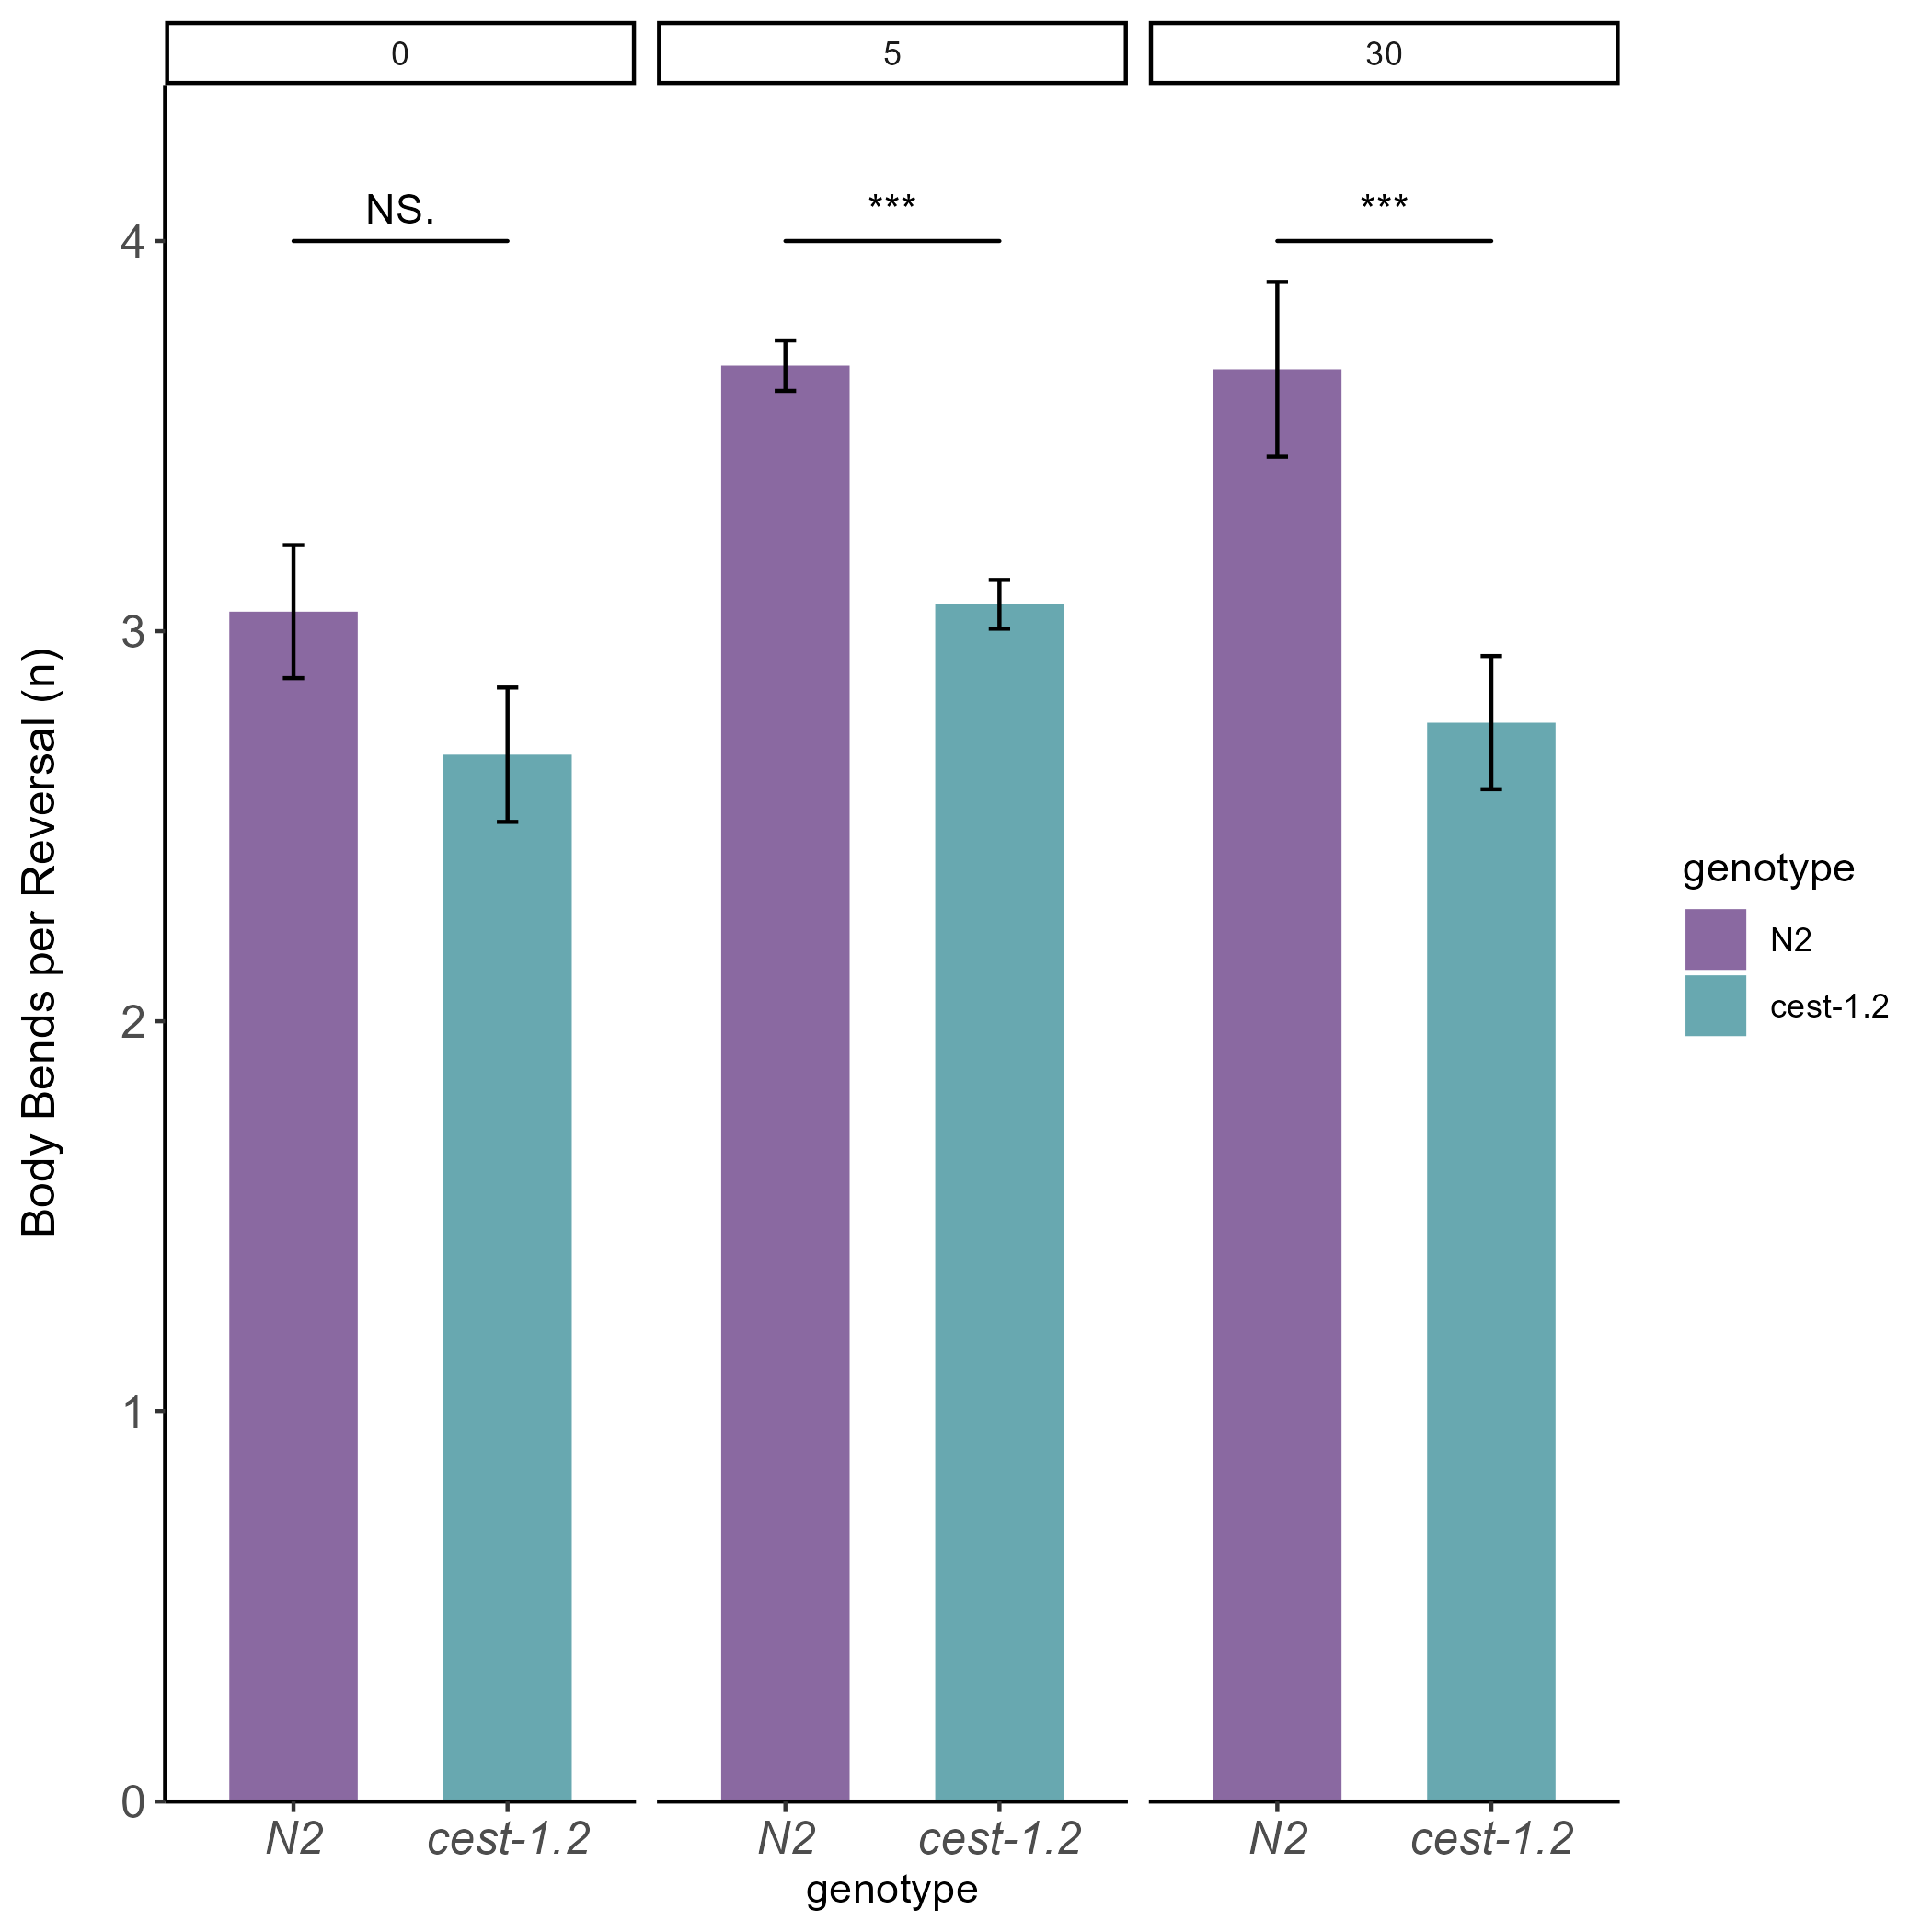 0 5 30
NS. *** ***
4
3
2
1
0
Body Bends per Reversal (n)
N2 cest-1.2 N2 cest-1.2 N2 cest-1.2
genotype
genotype
N2
cest-1.2